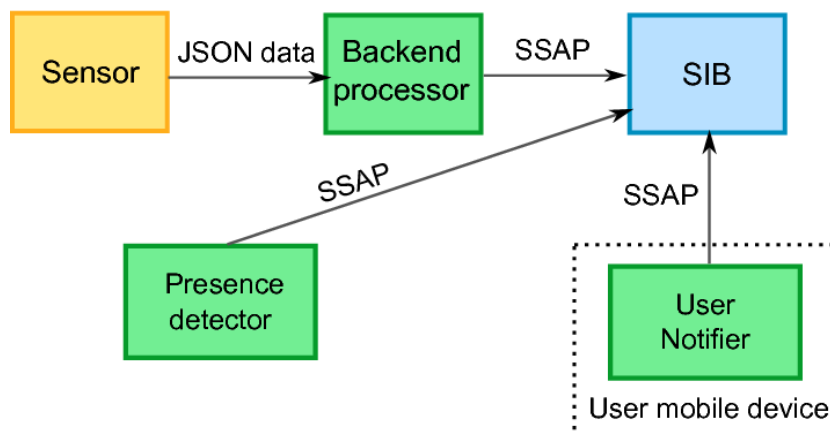 Sensor
JSON data
Backend
processor
SSAP
SIB
SSAP
SSAP
Presence
detector
User
Notifier
User mobile device